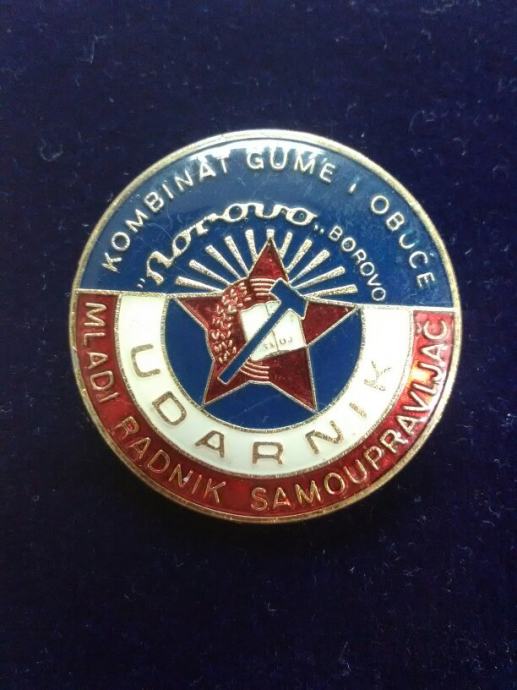 KOMBINAT GUME I OBUĆE
"Borovo" BOROVO
UDARNIK
MLADI RADNIK SAMOUPRAVLJAČ